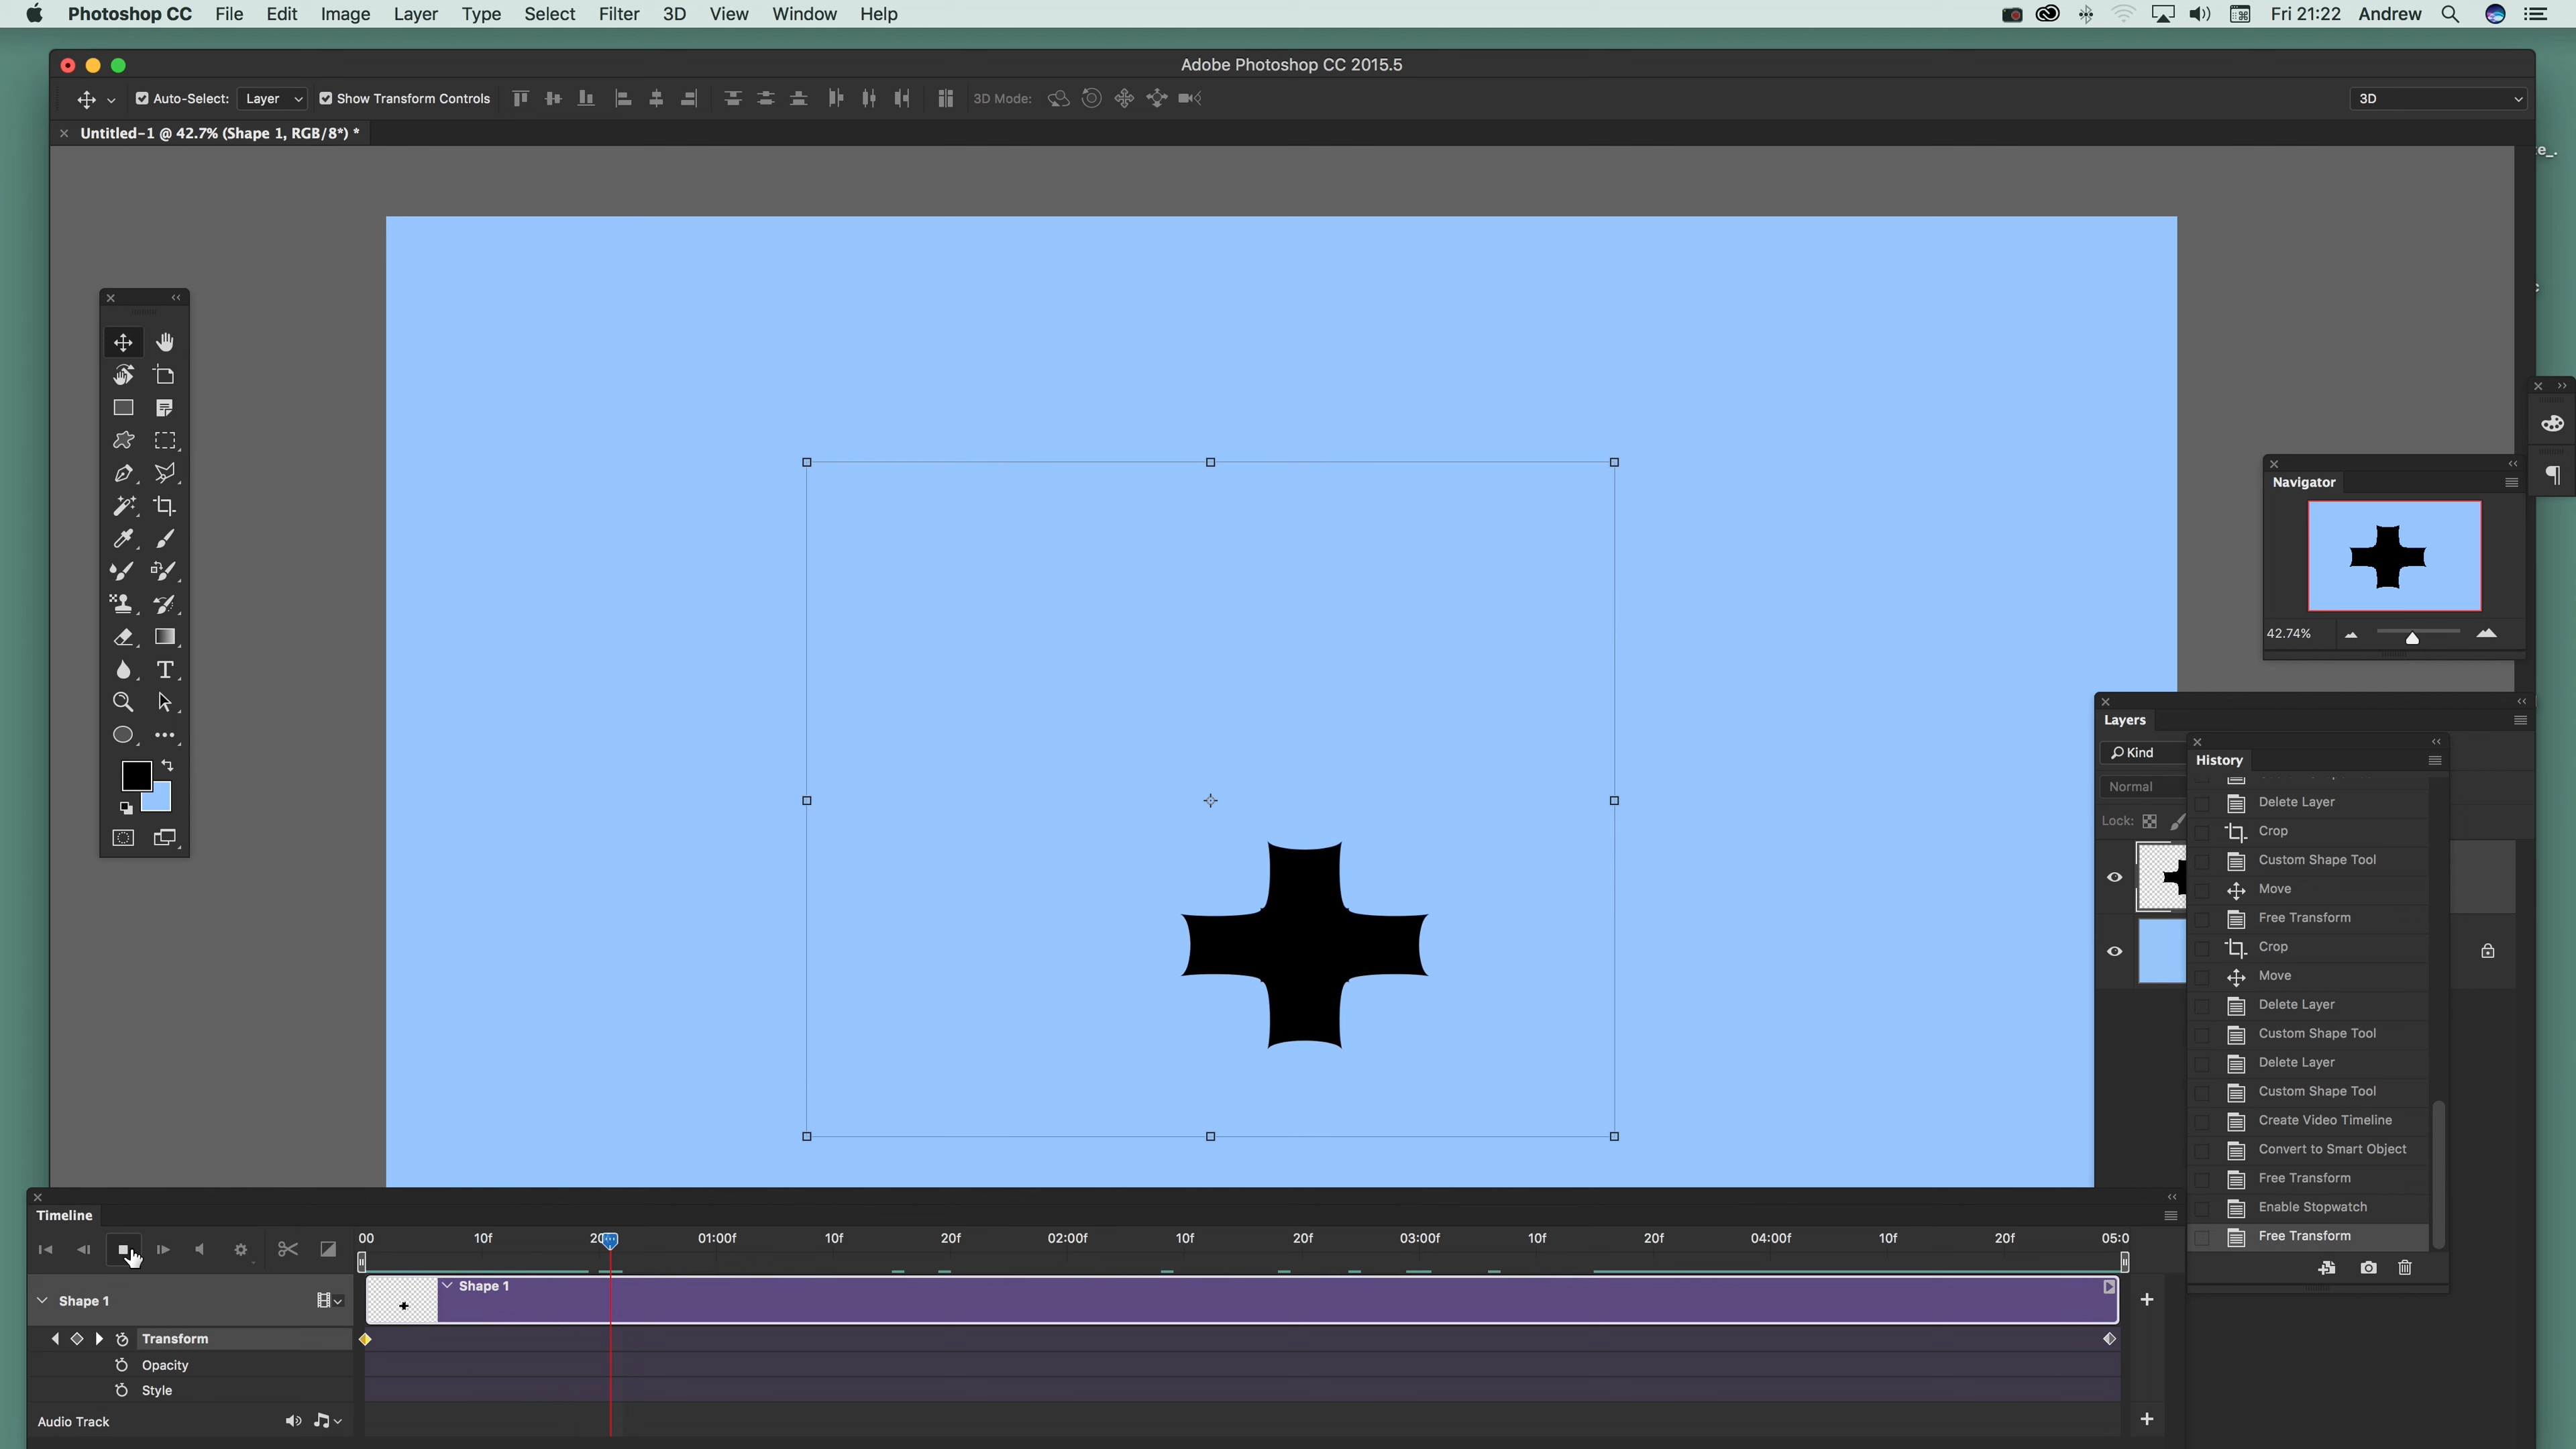 Photoshop CC File Edit Image Layer Type Select Filter 3D View Window Help Fri 21:22 Andrew
Adobe Photoshop CC 2015.5
Auto-Select: Layer Show Transform Controls 3D Mode: 3D
Untitled-1 @ 42.7% (Shape 1, RGB/8*) *
Navigator
42.74%
Layers
Kind
Normal
Lock:
History
Delete Layer
Crop
Custom Shape Tool
Move
Free Transform
Crop
Move
Delete Layer
Custom Shape Tool
Delete Layer
Custom Shape Tool
Create Video Timeline
Convert to Smart Object
Free Transform
Enable Stopwatch
Free Transform
Timeline
00 10f 20 01:00f 10f 20f 02:00f 10f 20f 03:00f 10f 20f 04:00f 10f 20f 05:0
Shape 1 Shape 1
Transform
Opacity
Style
Audio Track